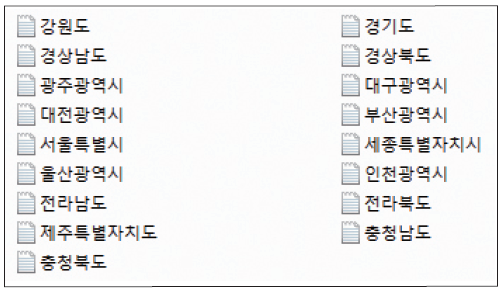 강원도 경기도
경상남도 경상북도
광주광역시 대구광역시
대전광역시 부산광역시
서울특별시 세종특별자치시
울산광역시 인천광역시
전라남도 전라북도
제주특별자치도 충청남도
충청북도